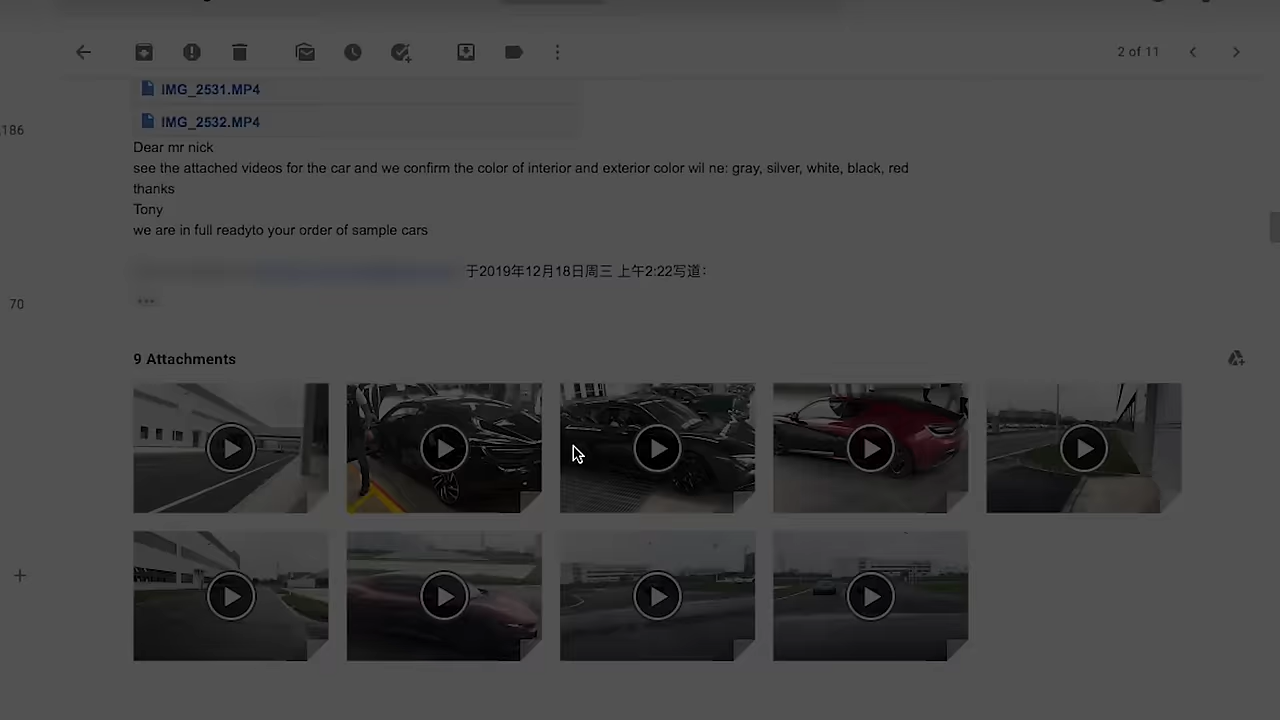 2 of 11
IMG_2531.MP4
IMG_2532.MP4
,186
Dear mr nick
see the attached videos for the car and we confirm the color of interior and exterior color wil ne: gray, silver, white, black, red
thanks
Tony
we are in full readyto your order of sample cars
于2019年12月18日周三 上午2:22写道:
70
9 Attachments